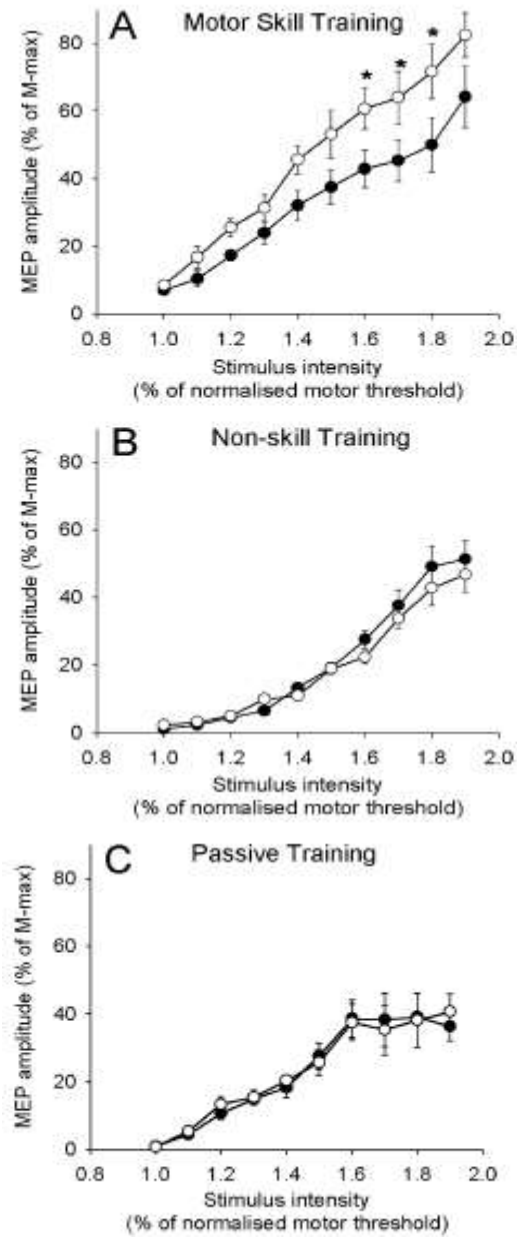 A Motor Skill Training
MEP amplitude (% of M-max)
80
60
40
20
0
* * *
0.8 1.0 1.2 1.4 1.6 1.8 2.0
Stimulus intensity
(% of normalised motor threshold)
B Non-skill Training
MEP amplitude (% of M-max)
80
60
40
20
0
0.8 1.0 1.2 1.4 1.6 1.8 2.0
Stimulus intensity
(% of normalised motor threshold)
C Passive Training
MEP amplitude (% of M-max)
80
60
40
20
0
0.8 1.0 1.2 1.4 1.6 1.8 2.0
Stimulus intensity
(% of normalised motor threshold)